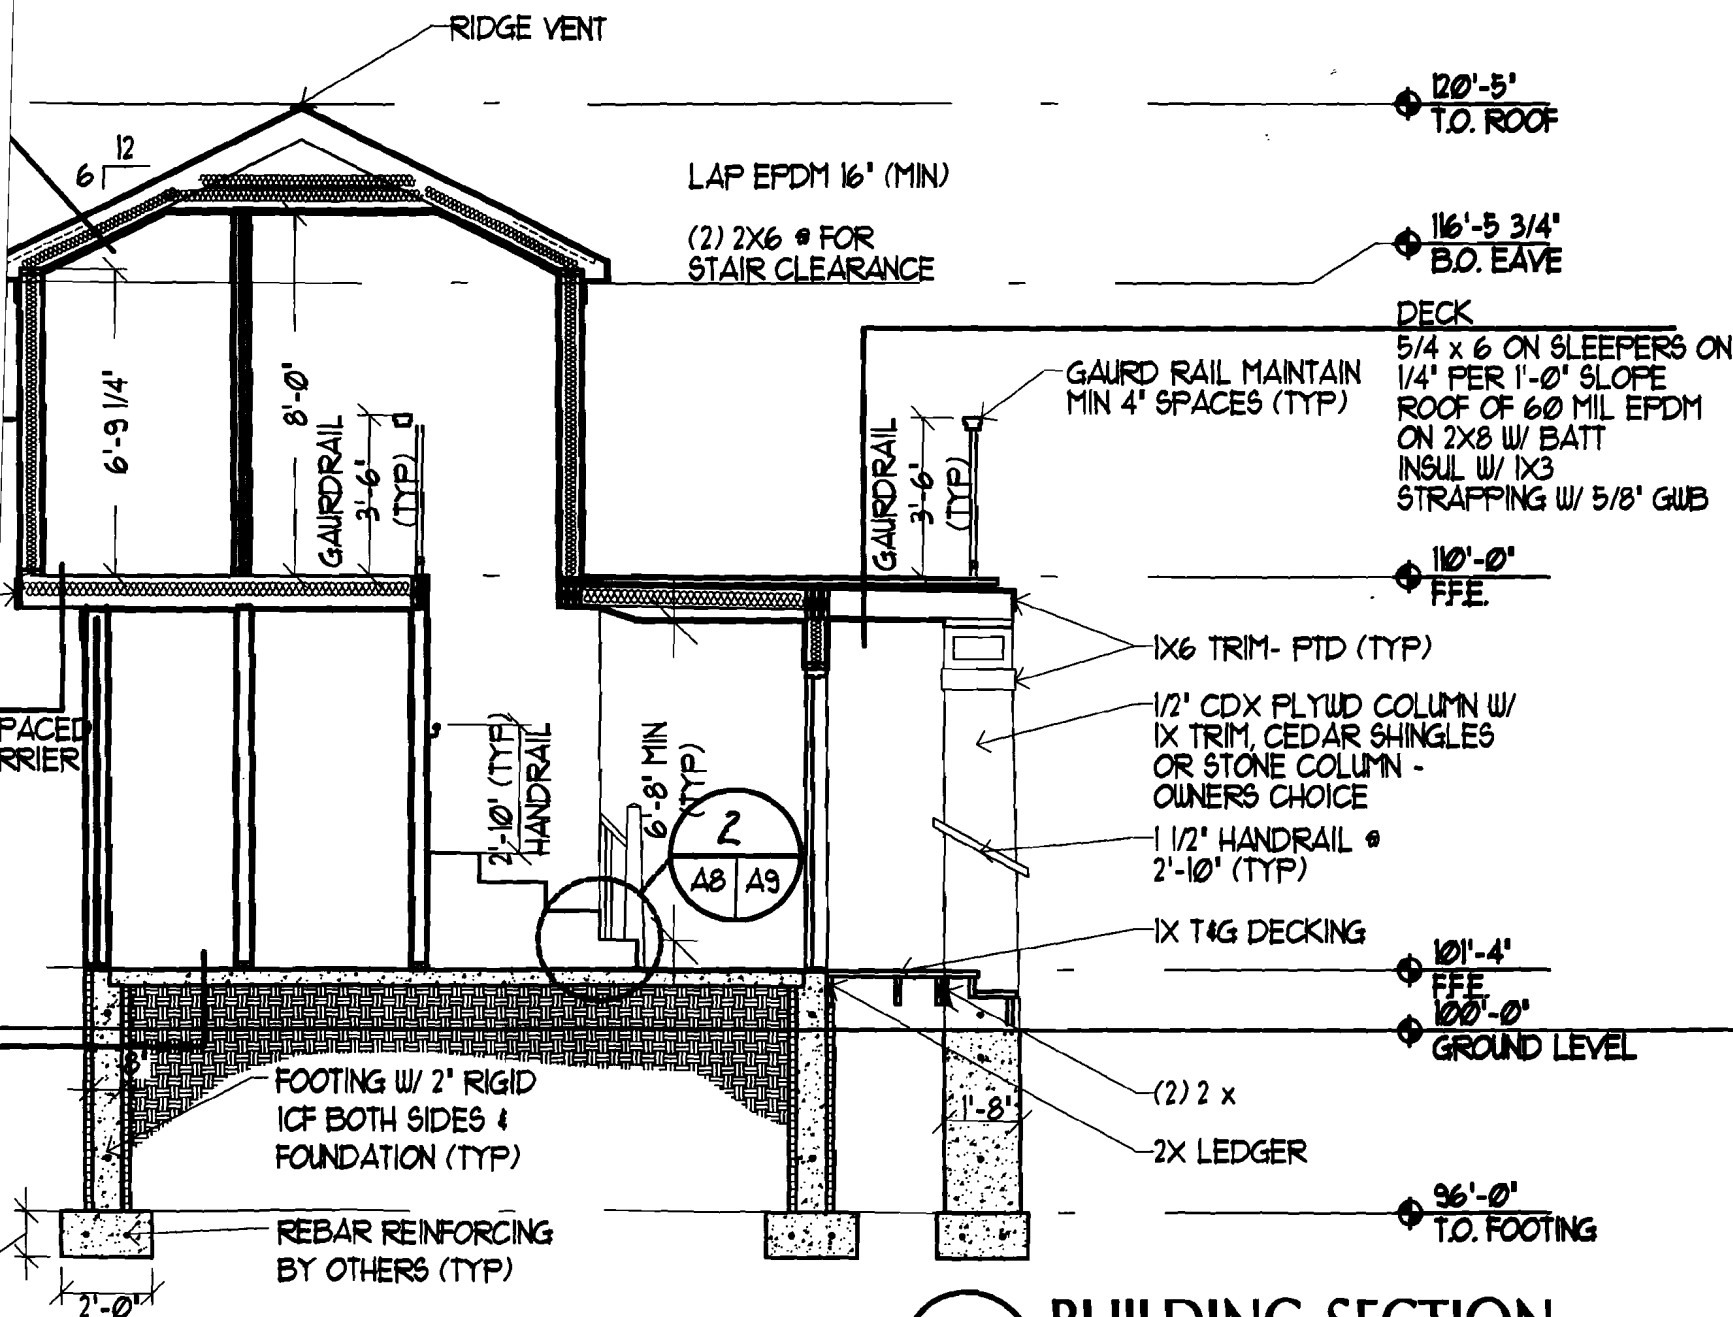 RIDGE VENT
120'-5"
T.O. ROOF
12
6
LAP EPDM 16" (MIN)
(2) 2X6 @ FOR
STAIR CLEARANCE
116'-5 3/4"
B.O. EAVE
DECK
5/4 x 6 ON SLEEPERS ON
1/4" PER 1'-0" SLOPE
ROOF OF 60 MIL EPDM
ON 2X8 W/ BATT
INSUL W/ 1X3
STRAPPING W/ 5/8" GWB
GAURD RAIL MAINTAIN
MIN 4" SPACES (TYP)
6'-9 1/4"
8'-0"
GAURDRAIL
3'-6"
(TYP)
GAURDRAIL
3'-6"
(TYP)
110'-0"
F.F.E.
1X6 TRIM- PTD (TYP)
1/2" CDX PLYWD COLUMN W/
1X TRIM, CEDAR SHINGLES
OR STONE COLUMN -
OWNERS CHOICE
PACED
RRIER
2'-10" (TYP)
HANDRAIL
6'-8" MIN
(TYP)
2
A8 A9
1 1/2" HANDRAIL @
2'-10" (TYP)
1X T&G DECKING
101'-4"
F.F.E.
100'-0"
GROUND LEVEL
8"
FOOTING W/ 2" RIGID
ICF BOTH SIDES &
FOUNDATION (TYP)
(2) 2 x
1'-8"
2X LEDGER
96'-0"
T.O. FOOTING
REBAR REINFORCING
BY OTHERS (TYP)
2'-0"
BUILDING SECTION